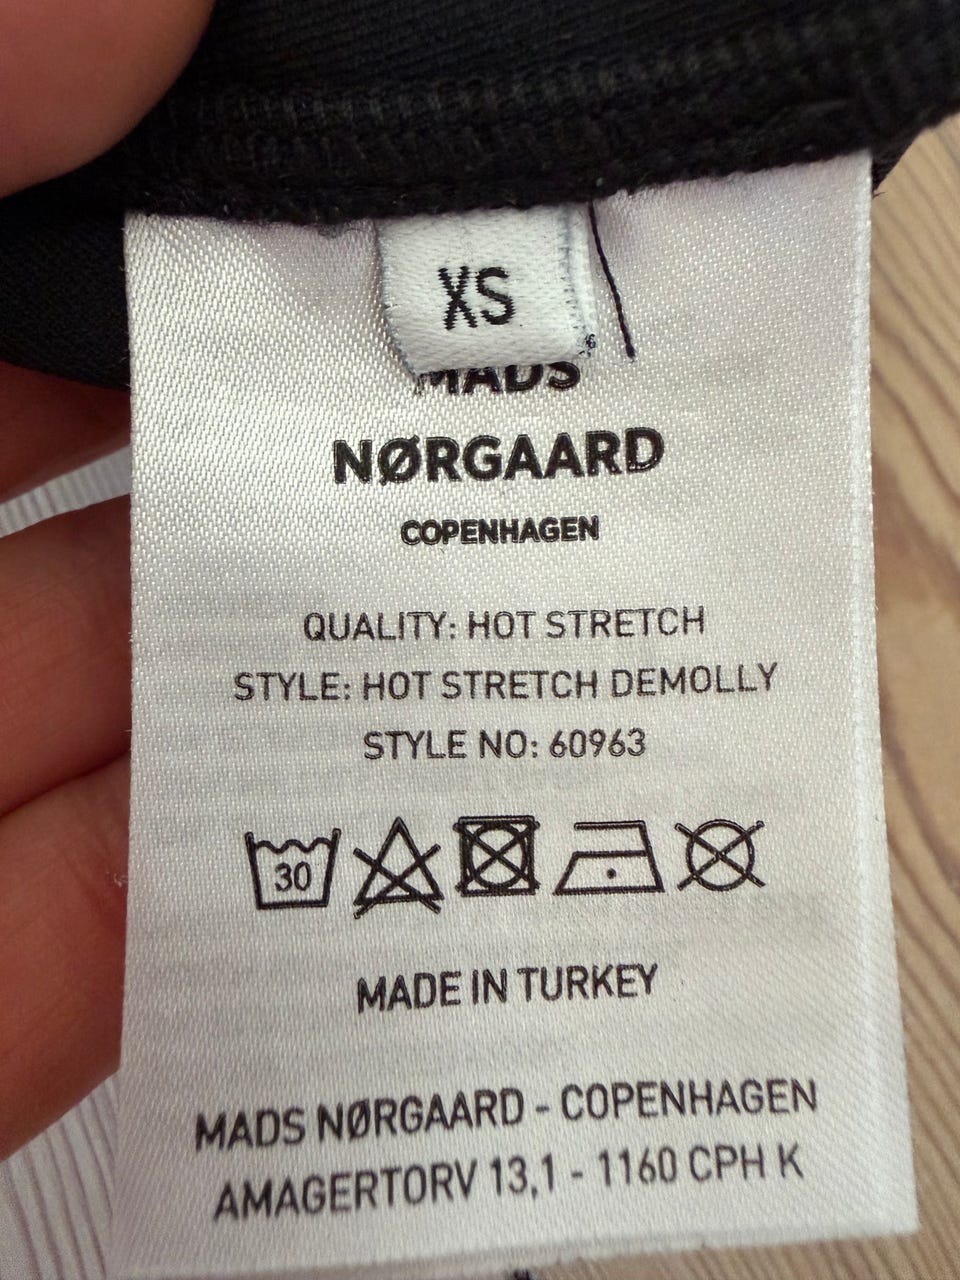 XS
MADS
NØRGAARD
COPENHAGEN
QUALITY: HOT STRETCH
STYLE: HOT STRETCH DEMOLLY
STYLE NO: 60963
30
MADE IN TURKEY
MADS NØRGAARD - COPENHAGEN
AMAGERTORV 13,1 - 1160 CPH K